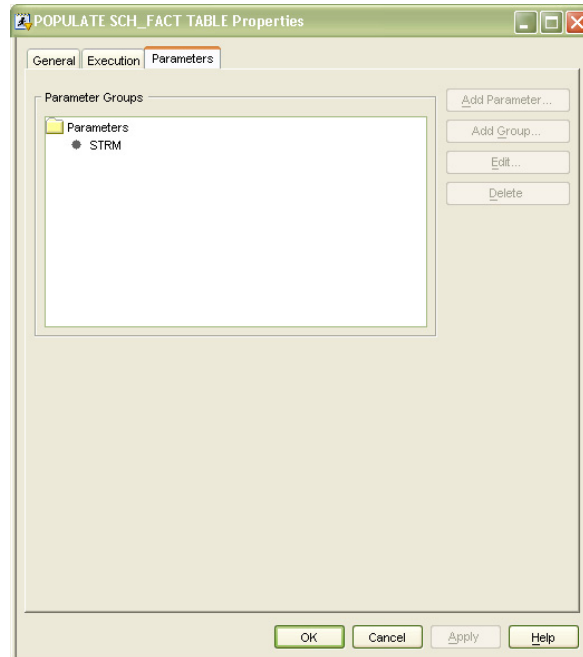 POPULATE SCH_FACT TABLE Properties
General Execution Parameters
Parameter Groups
Parameters
STRM
Add Parameter...
Add Group...
Edit...
Delete
OK Cancel Apply Help